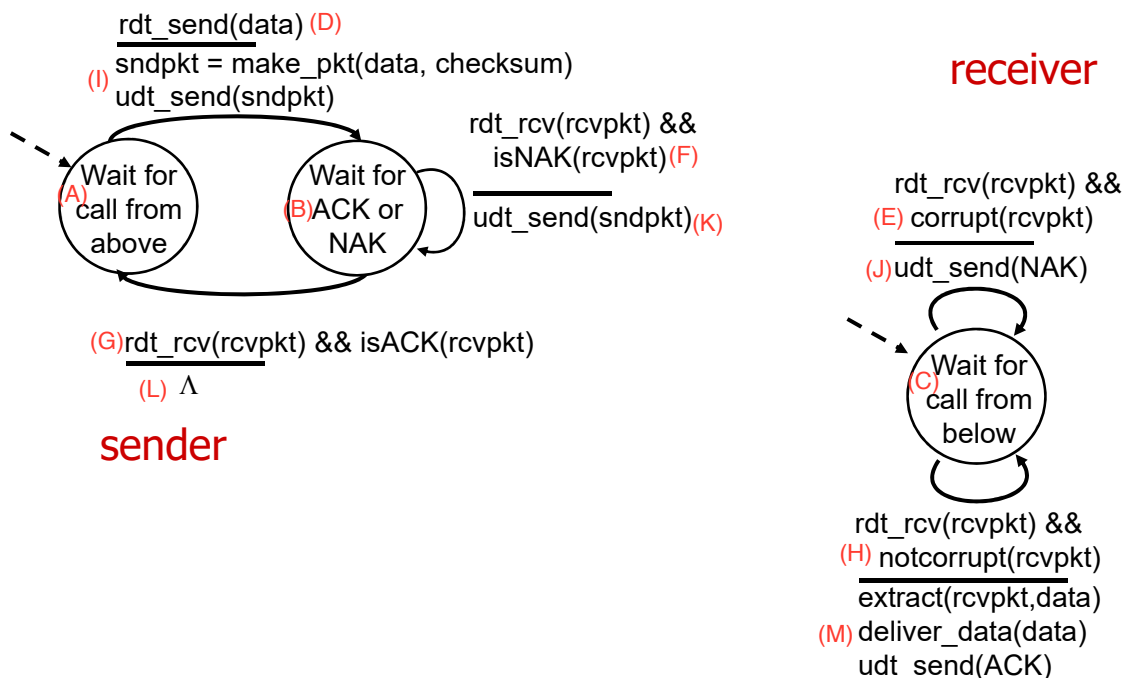 rdt_send(data) (D)
(I) sndpkt = make_pkt(data, checksum)
udt_send(sndpkt)
(A) Wait for
call from
above
(B) Wait for
ACK or
NAK
rdt_rcv(rcvpkt) &&
isNAK(rcvpkt) (F)
udt_send(sndpkt) (K)
(G) rdt_rcv(rcvpkt) && isACK(rcvpkt)
(L) Λ
sender
receiver
rdt_rcv(rcvpkt) &&
(E) corrupt(rcvpkt)
(J) udt_send(NAK)
(C) Wait for
call from
below
rdt_rcv(rcvpkt) &&
(H) notcorrupt(rcvpkt)
extract(rcvpkt,data)
(M) deliver_data(data)
udt_send(ACK)